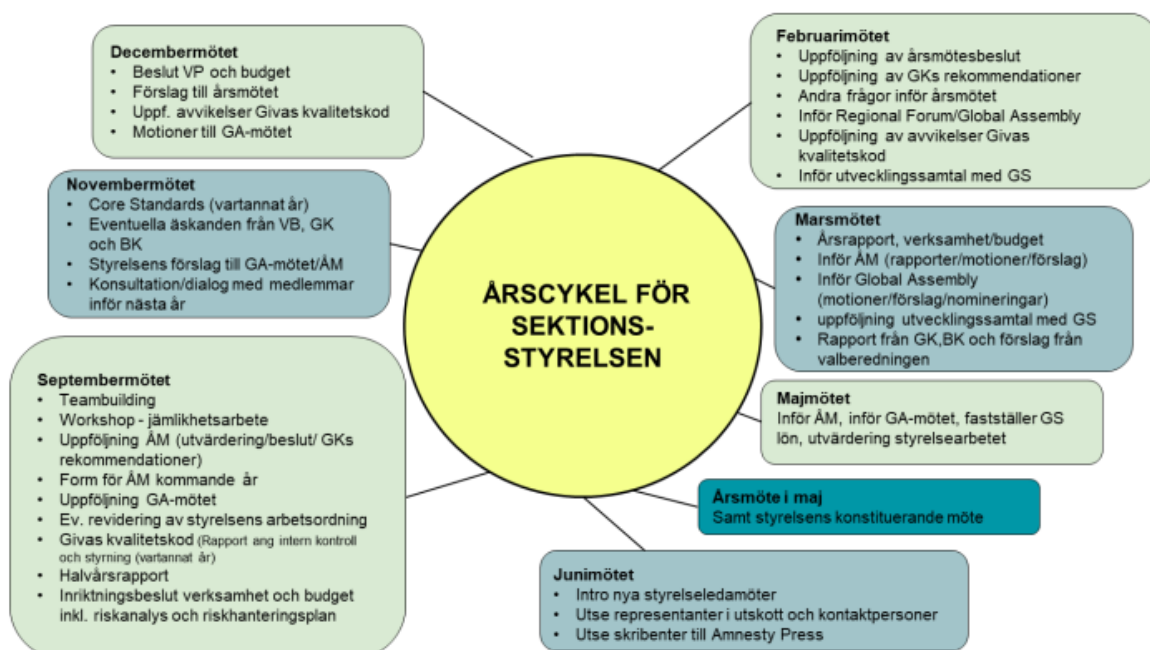 Decembermötet
• Beslut VP och budget
• Förslag till årsmötet
• Uppf. avvikelser Givas kvalitetskod
• Motioner till GA-mötet
Februarimötet
• Uppföljning av årsmötesbeslut
• Uppföljning av GKs rekommendationer
• Andra frågor inför årsmötet
• Inför Regional Forum/Global Assembly
• Uppföljning av avvikelser Givas
kvalitetskod
• Inför utvecklingssamtal med GS
Novembermötet
• Core Standards (vartannat år)
• Eventuella äskanden från VB, GK
och BK
• Styrelsens förslag till GA-mötet/ÅM
• Konsultation/dialog med medlemmar
inför nästa år
Marsmötet
• Årsrapport, verksamhet/budget
• Inför ÅM (rapporter/motioner/förslag)
• Inför Global Assembly
(motioner/förslag/nomineringar)
• uppföljning utvecklingssamtal med GS
• Rapport från GK,BK och förslag från
valberedningen
ÅRSCYKEL FÖR
SEKTIONS-
STYRELSEN
Septembermötet
• Teambuilding
• Workshop - jämlikhetsarbete
• Uppföljning ÅM (utvärdering/beslut/ GKs
rekommendationer)
• Form för ÅM kommande år
• Uppföljning GA-mötet
• Ev. revidering av styrelsens arbetsordning
• Givas kvalitetskod (Rapport ang intern kontroll
och styrning (vartannat år)
• Halvårsrapport
• Inriktningsbeslut verksamhet och budget
inkl. riskanalys och riskhanteringsplan
Majmötet
Inför ÅM, inför GA-mötet, fastställer GS
lön, utvärdering styrelsearbetet
Årsmöte i maj
Samt styrelsens konstituerande möte
Junimötet
• Intro nya styrelseledamöter
• Utse representanter i utskott och kontaktpersoner
• Utse skribenter till Amnesty Press